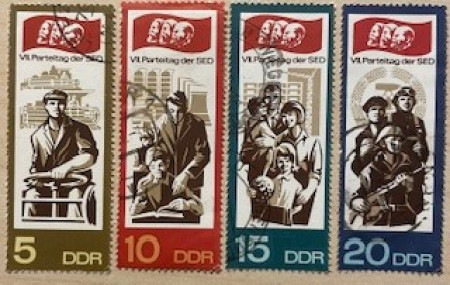 VII. Parteitag der SED
5 DDR
VII. Parteitag der SED
10 DDR
VII. Parteitag der SED
15 DDR
VII. Parteitag der SED
20 DDR